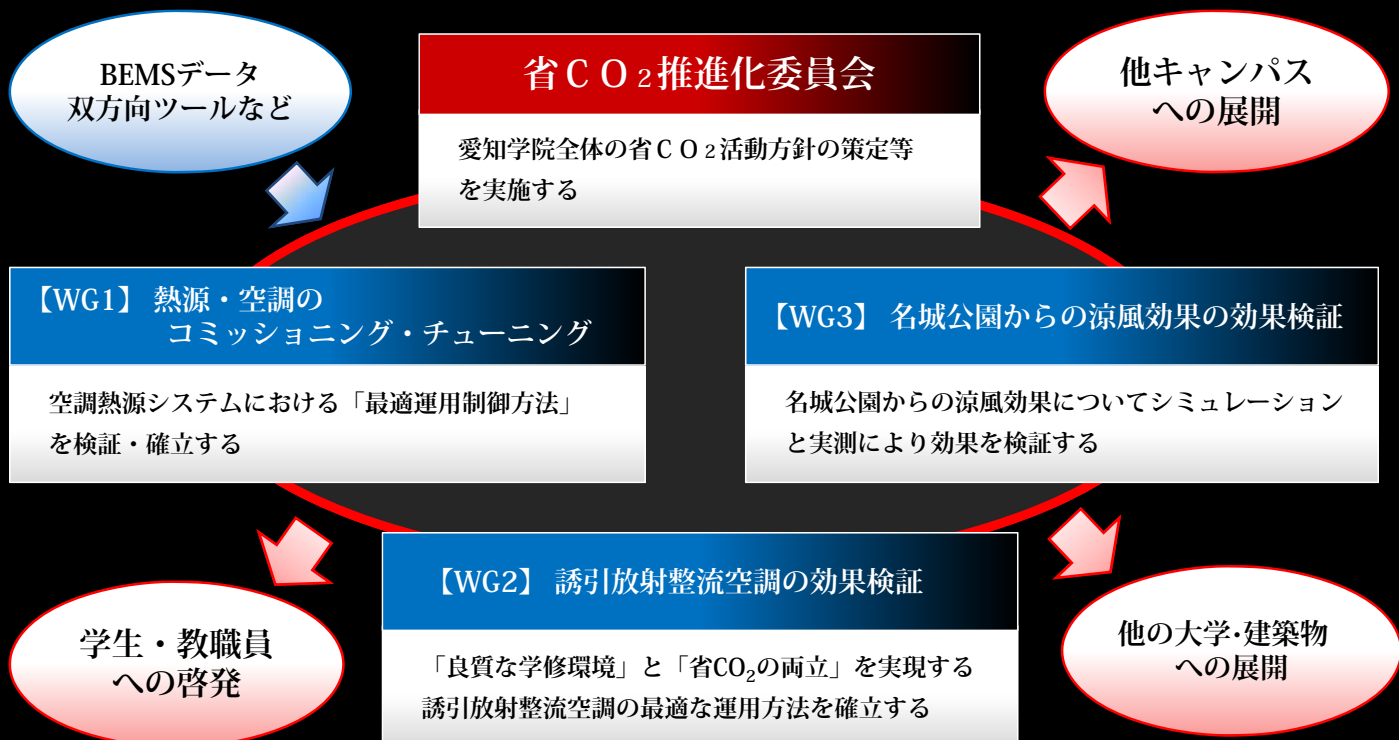 BEMSデータ
双方向ツールなど
省ＣＯ₂推進化委員会
愛知学院全体の省ＣＯ₂活動方針の策定等
を実施する
他キャンパス
への展開
【WG1】 熱源・空調の
コミッショニング・チューニング
空調熱源システムにおける「最適運用制御方法」
を検証・確立する
【WG3】 名城公園からの涼風効果の効果検証
名城公園からの涼風効果についてシミュレーション
と実測により効果を検証する
学生・教職員
への啓発
【WG2】 誘引放射整流空調の効果検証
「良質な学修環境」と「省CO₂の両立」を実現する
誘引放射整流空調の最適な運用方法を確立する
他の大学･建築物
への展開